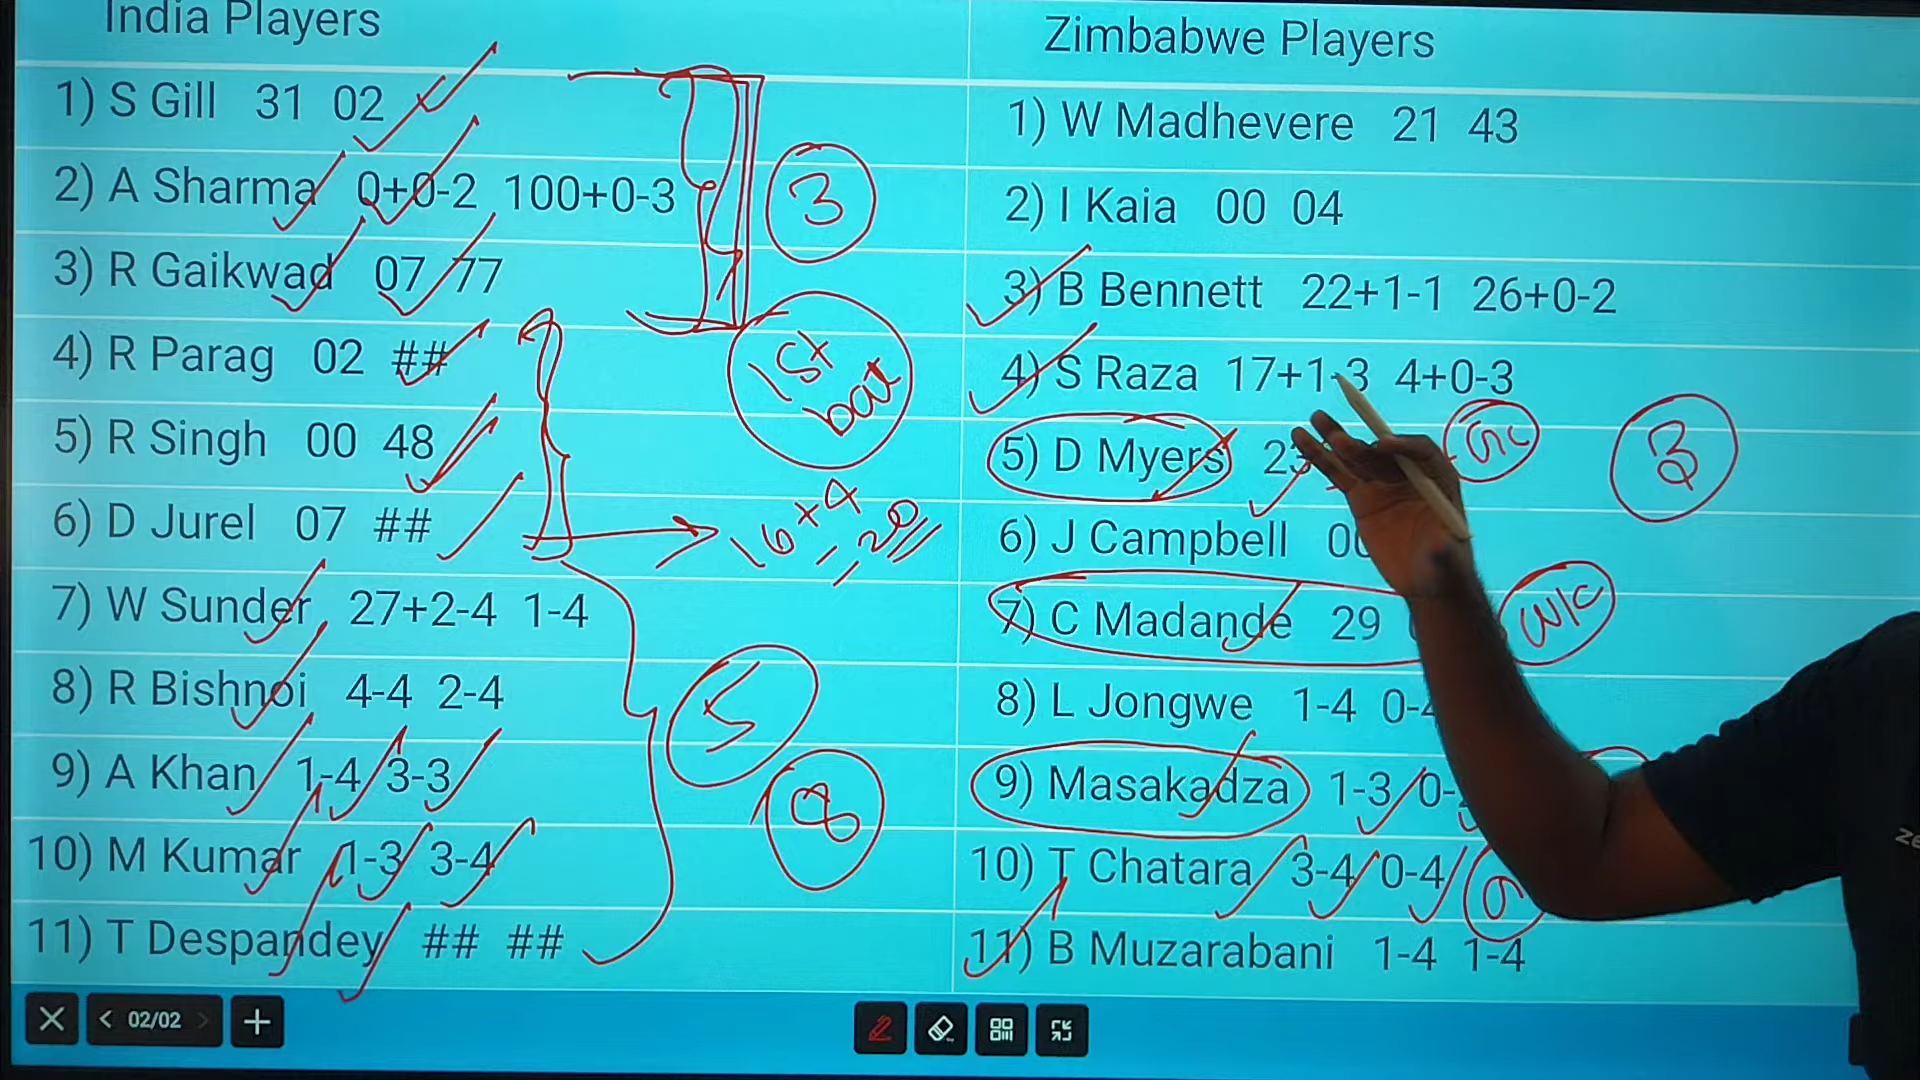 India Players
1) S Gill 31 02
2) A Sharma 0+0-2 100+0-3
3) R Gaikwad 07 77
4) R Parag 02 ##
5) R Singh 00 48
6) D Jurel 07 ##
7) W Sunder 27+2-4 1-4
8) R Bishnoi 4-4 2-4
9) A Khan 1-4 3-3
10) M Kumar 1-3 3-4
11) T Despandey ## ##
3
1st
bat
16x4
20
5
8
Zimbabwe Players
1) W Madhevere 21 43
2) I Kaia 00 04
3) B Bennett 22+1-1 26+0-2
4) S Raza 17+1-3 4+0-3
5) D Myers 23
6) J Campbell 00
7) C Madande 29
8) L Jongwe 1-4
9) Masakadza 1-3
10) T Chatara 3-4 0-4
11) B Muzarabani 1-4 1-4
3
W/C
02/02